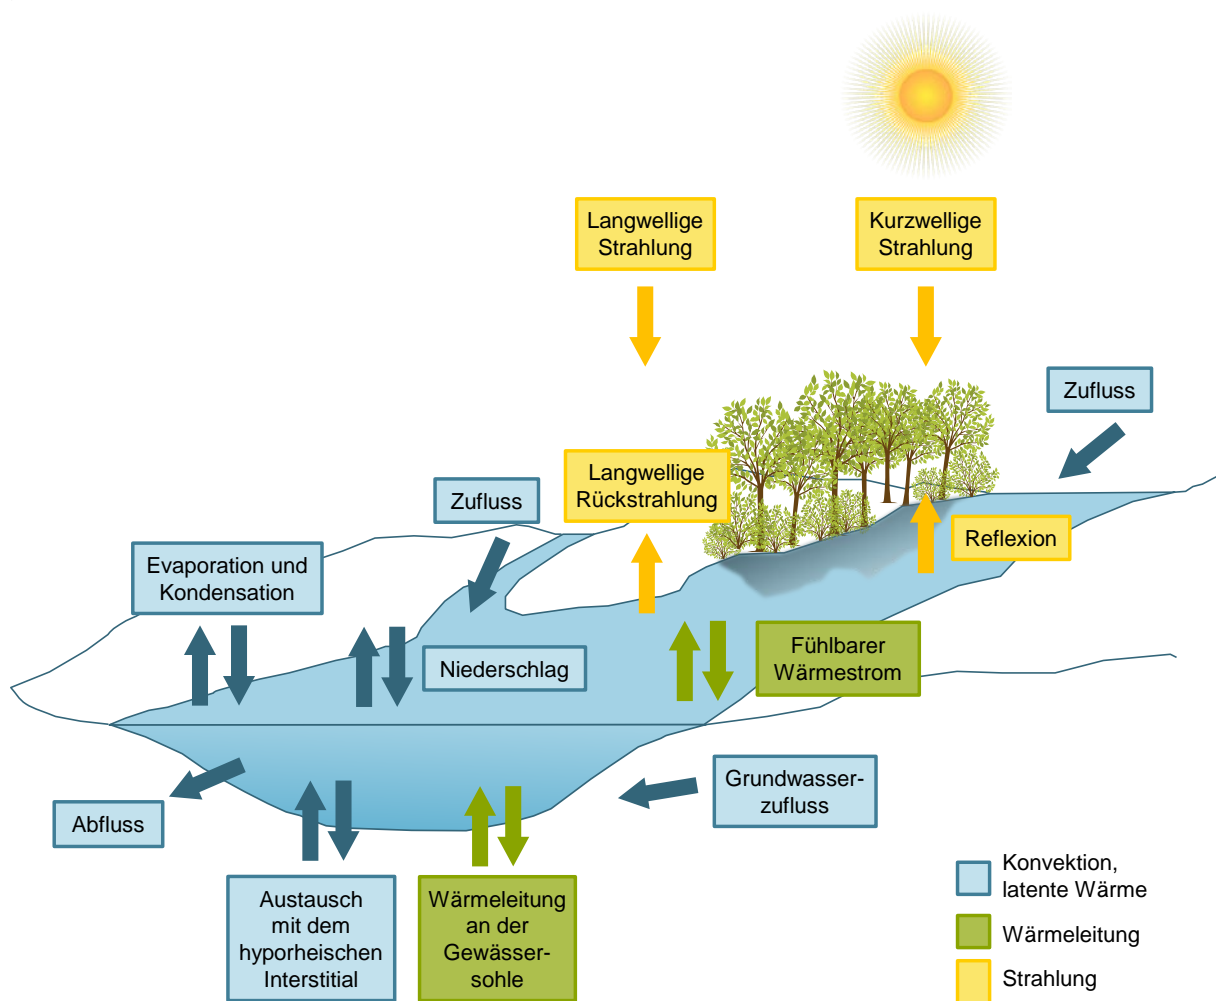 Langwellige
Strahlung
Kurzwellige
Strahlung
Zufluss
Langwellige
Rückstrahlung
Zufluss
Reflexion
Evaporation und
Kondensation
Niederschlag
Fühlbarer
Wärmestrom
Grundwasser-
zufluss
Abfluss
Austausch
mit dem
hyporheischen
Interstitial
Wärmeleitung
an der
Gewässer-
sohle
Konvektion,
latente Wärme
Wärmeleitung
Strahlung